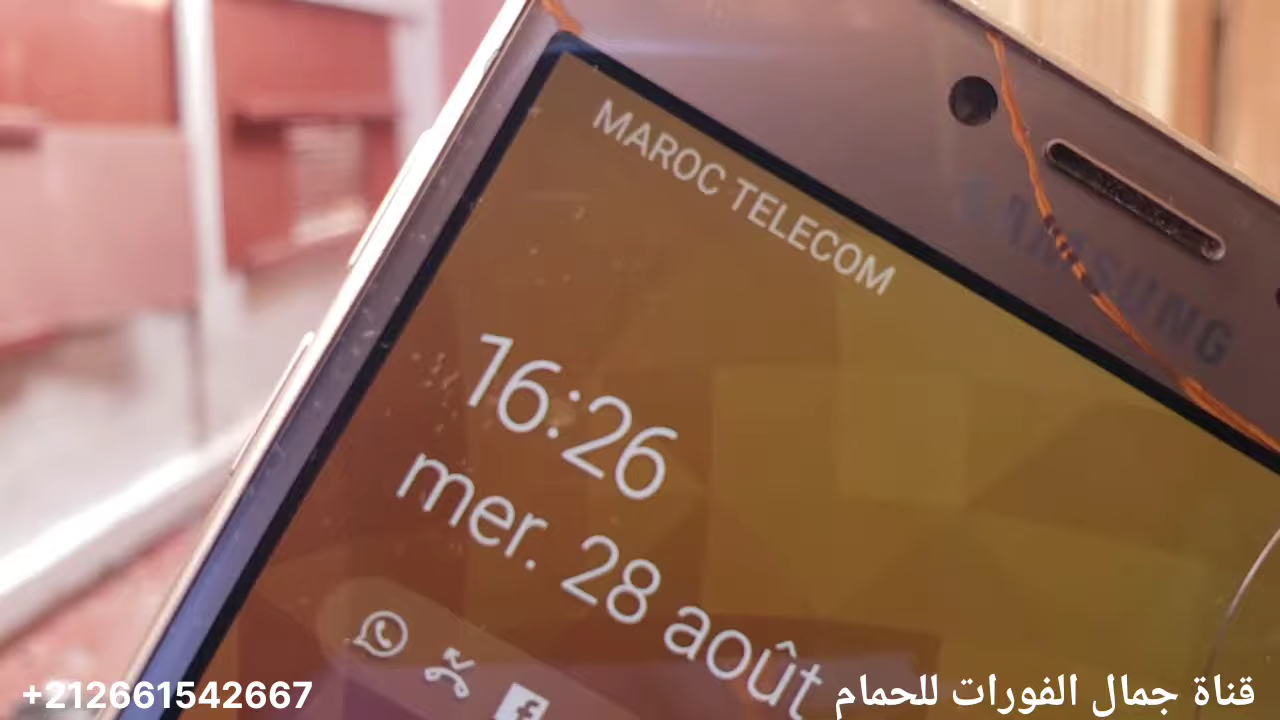 MAROC TELECOM
SAMSUNG
16:26
mer. 28 août
+212661542667
قناة جمال الفورات للحمام